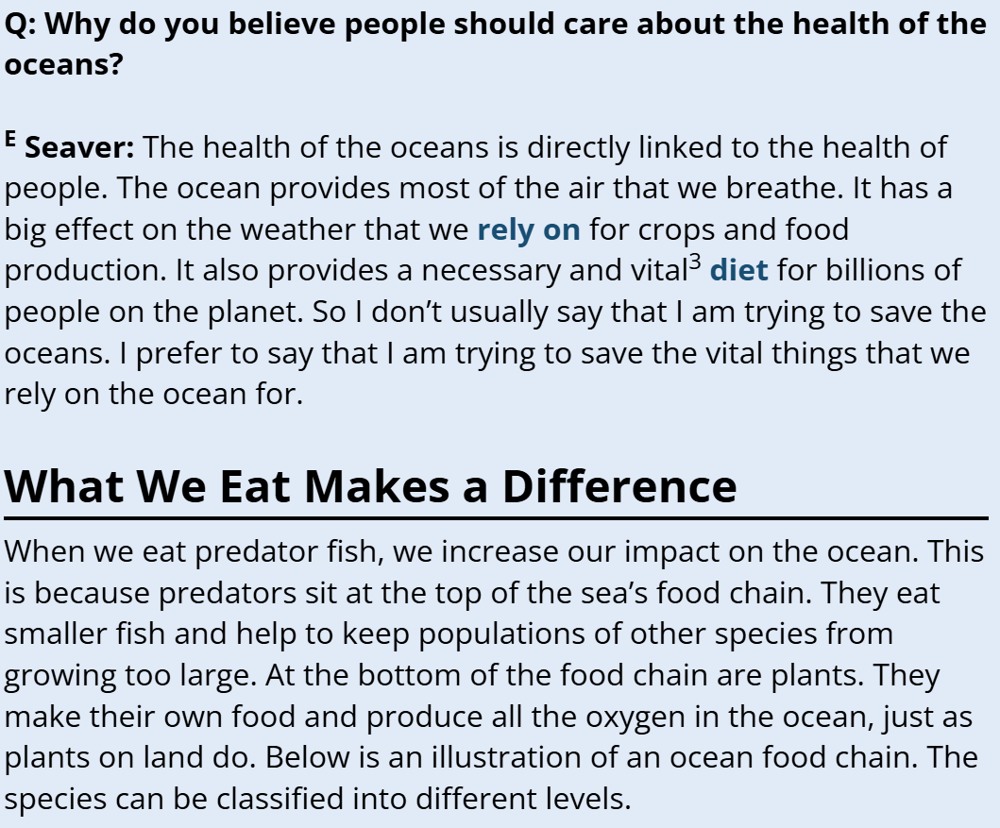 Q: Why do you believe people should care about the health of the
oceans?
E Seaver: The health of the oceans is directly linked to the health of
people. The ocean provides most of the air that we breathe. It has a
big effect on the weather that we rely on for crops and food
production. It also provides a necessary and vital3 diet for billions of
people on the planet. So I don’t usually say that I am trying to save the
oceans. I prefer to say that I am trying to save the vital things that we
rely on the ocean for.
What We Eat Makes a Difference
When we eat predator fish, we increase our impact on the ocean. This
is because predators sit at the top of the sea’s food chain. They eat
smaller fish and help to keep populations of other species from
growing too large. At the bottom of the food chain are plants. They
make their own food and produce all the oxygen in the ocean, just as
plants on land do. Below is an illustration of an ocean food chain. The
species can be classified into different levels.